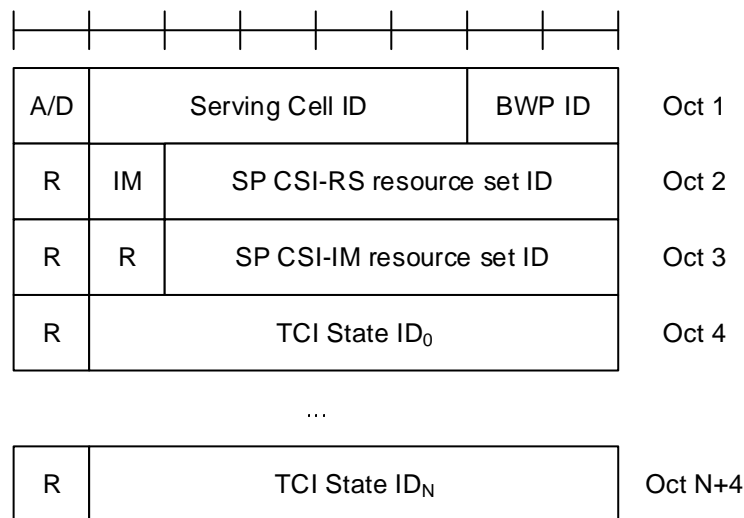 A/D Serving Cell ID BWP ID Oct 1
R IM SP CSI-RS resource set ID Oct 2
R R SP CSI-IM resource set ID Oct 3
R TCI State ID₀ Oct 4
...
R TCI State ID_N Oct N+4